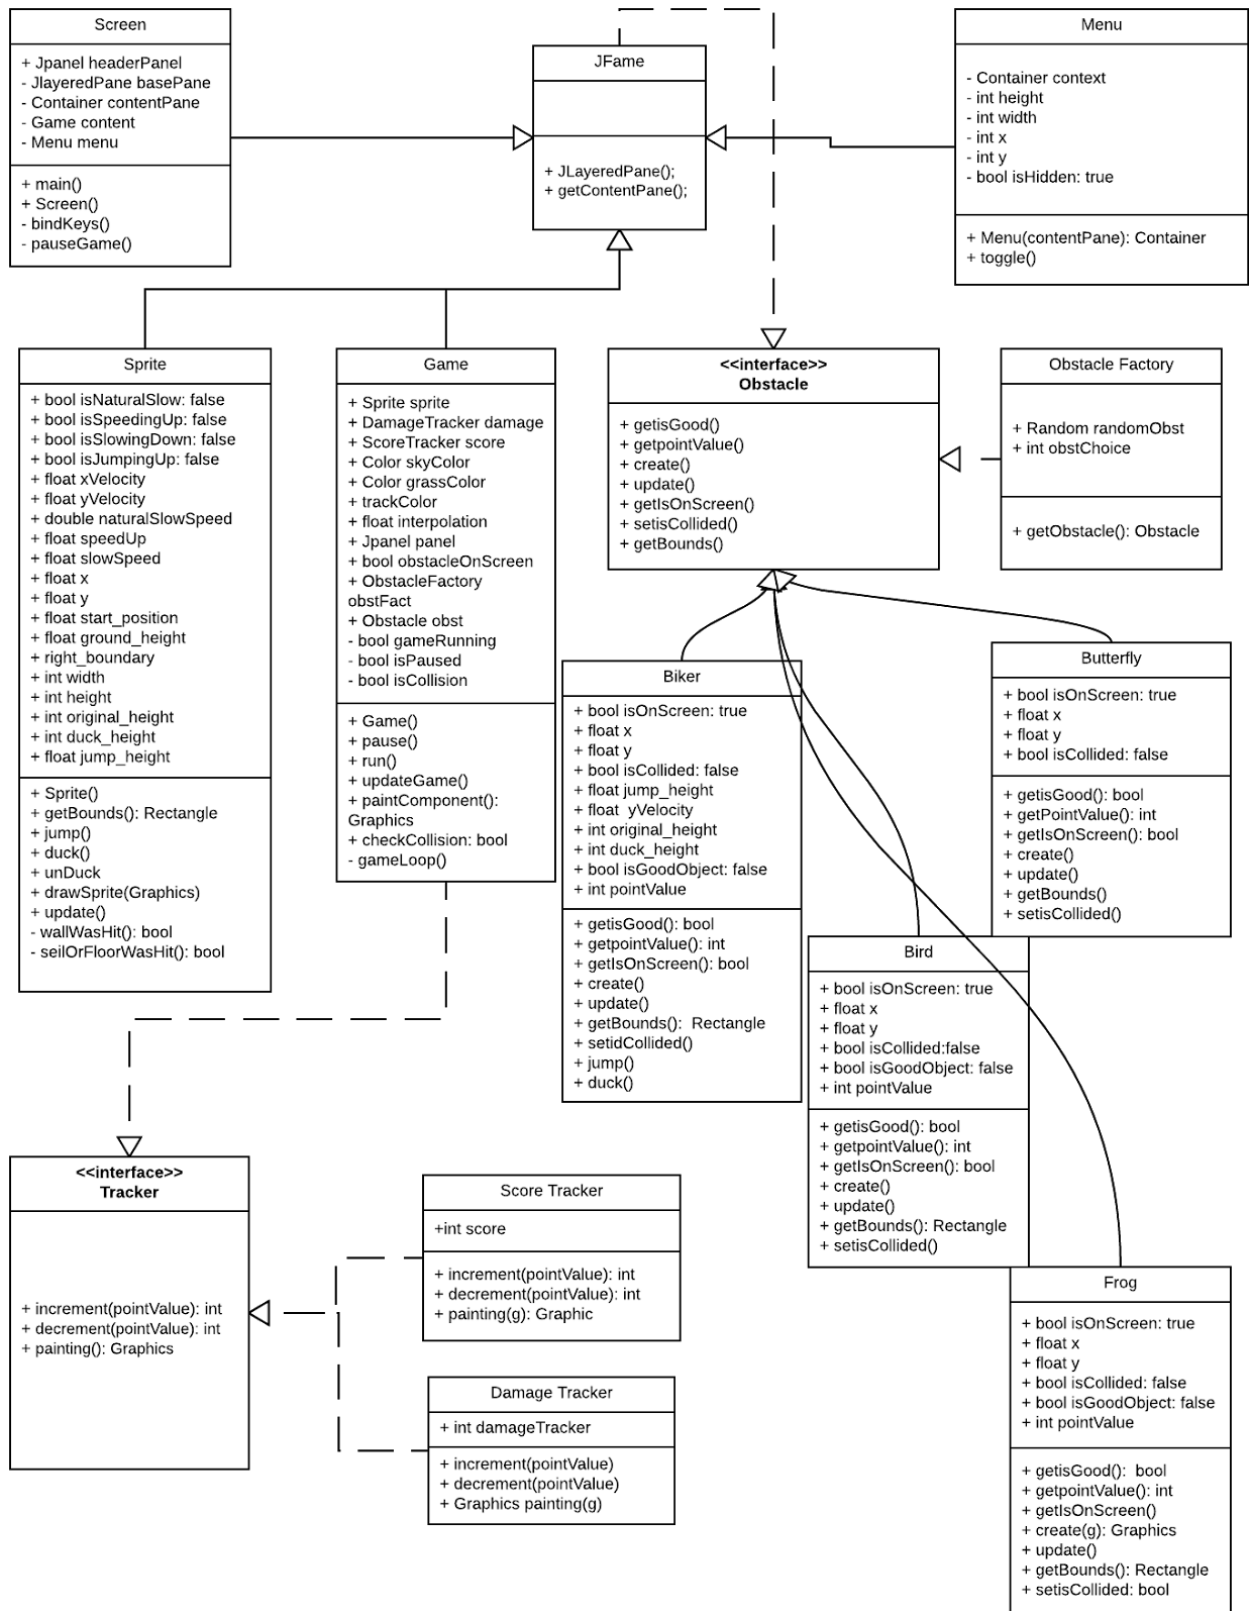 Screen
+ Jpanel headerPanel
- JlayeredPane basePane
- Container contentPane
- Game content
- Menu menu
+ main()
+ Screen()
- bindKeys()
- pauseGame()
JFame
+ JLayeredPane();
+ getContentPane();
Menu
- Container context
- int height
- int width
- int x
- int y
- bool isHidden: true
+ Menu(contentPane): Container
+ toggle()
Sprite
+ bool isNaturalSlow: false
+ bool isSpeedingUp: false
+ bool isSlowingDown: false
+ bool isJumpingUp: false
+ float xVelocity
+ float yVelocity
+ double naturalSlowSpeed
+ float speedUp
+ float slowSpeed
+ float x
+ float y
+ float start_position
+ float ground_height
+ right_boundary
+ int width
+ int height
+ int original_height
+ int duck_height
+ float jump_height
+ Sprite()
+ getBounds(): Rectangle
+ jump()
+ duck()
+ unDuck
+ drawSprite(Graphics)
+ update()
- wallWasHit(): bool
- seilOrFloorWasHit(): bool
Game
+ Sprite sprite
+ DamageTracker damage
+ ScoreTracker score
+ Color skyColor
+ Color grassColor
+ trackColor
+ float interpolation
+ Jpanel panel
+ bool obstacleOnScreen
+ ObstacleFactory
obstFact
+ Obstacle obst
- bool gameRunning
- bool isPaused
- bool isCollision
+ Game()
+ pause()
+ run()
+ updateGame()
+ paintComponent():
Graphics
+ checkCollision: bool
- gameLoop()
<<interface>>
Obstacle
+ getisGood()
+ getpointValue()
+ create()
+ update()
+ getIsOnScreen()
+ setisCollided()
+ getBounds()
Obstacle Factory
+ Random randomObst
+ int obstChoice
+ getObstacle(): Obstacle
Biker
+ bool isOnScreen: true
+ float x
+ float y
+ bool isCollided: false
+ float jump_height
+ float  yVelocity
+ int original_height
+ int duck_height
+ bool isGoodObject: false
+ int pointValue
+ getisGood(): bool
+ getpointValue(): int
+ getIsOnScreen(): bool
+ create()
+ update()
+ getBounds():  Rectangle
+ setidCollided()
+ jump()
+ duck()
Butterfly
+ bool isOnScreen: true
+ float x
+ float y
+ bool isCollided: false
+ getisGood(): bool
+ getPointValue(): int
+ getIsOnScreen(): bool
+ create()
+ update()
+ getBounds()
+ setisCollided()
Bird
+ bool isOnScreen: true
+ float x
+ float y
+ bool isCollided:false
+ bool isGoodObject: false
+ int pointValue
+ getisGood(): bool
+ getpointValue(): int
+ getIsOnScreen(): bool
+ create()
+ update()
+ getBounds(): Rectangle
+ setisCollided()
<<interface>>
Tracker
+ increment(pointValue): int
+ decrement(pointValue): int
+ painting(): Graphics
Score Tracker
+int score
+ increment(pointValue): int
+ decrement(pointValue): int
+ painting(g): Graphic
Damage Tracker
+ int damageTracker
+ increment(pointValue)
+ decrement(pointValue)
+ Graphics painting(g)
Frog
+ bool isOnScreen: true
+ float x
+ float y
+ bool isCollided: false
+ bool isGoodObject: false
+ int pointValue
+ getisGood():  bool
+ getpointValue(): int
+ getIsOnScreen()
+ create(g): Graphics
+ update()
+ getBounds(): Rectangle
+ setisCollided: bool